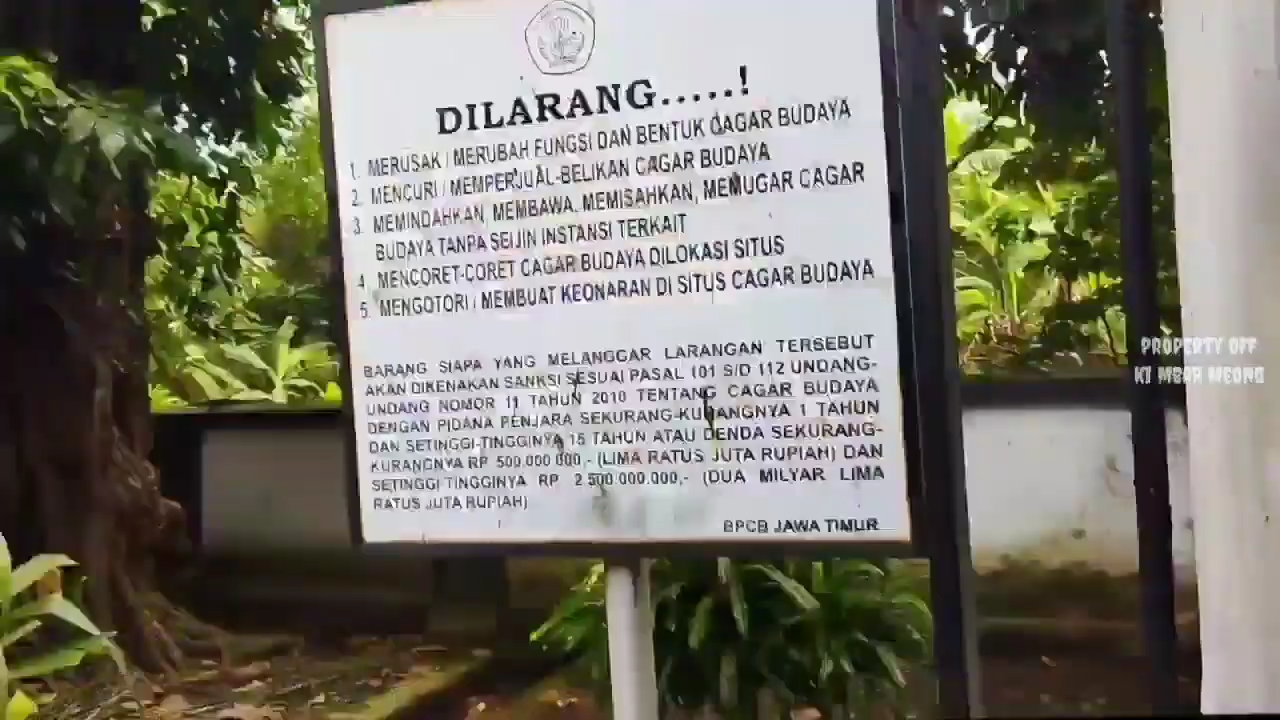 DILARANG.....!
1. MERUSAK / MERUBAH FUNGSI DAN BENTUK CAGAR BUDAYA
2. MENCURI / MEMPERJUAL-BELIKAN CAGAR BUDAYA
3. MEMINDAHKAN, MEMBAWA, MEMISAHKAN, MEMUGAR CAGAR
BUDAYA TANPA SEIJIN INSTANSI TERKAIT
4. MENCORET-CORET CAGAR BUDAYA DILOKASI SITUS
5. MENGOTORI / MEMBUAT KEONARAN DI SITUS CAGAR BUDAYA
BARANG SIAPA YANG MELANGGAR LARANGAN TERSEBUT
AKAN DIKENAKAN SANKSI SESUAI PASAL 101 S/D 112 UNDANG-
UNDANG NOMOR 11 TAHUN 2010 TENTANG CAGAR BUDAYA
DENGAN PIDANA PENJARA SEKURANG-KURANGNYA 1 TAHUN
DAN SETINGGI-TINGGINYA 15 TAHUN ATAU DENDA SEKURANG-
KURANGNYA RP 500.000.000,- (LIMA RATUS JUTA RUPIAH) DAN
SETINGGI-TINGGINYA RP 2.500.000.000,- (DUA MILYAR LIMA
RATUS JUTA RUPIAH)
BPCB JAWA TIMUR
PROPERTY OFF
KI MBAH MEONG